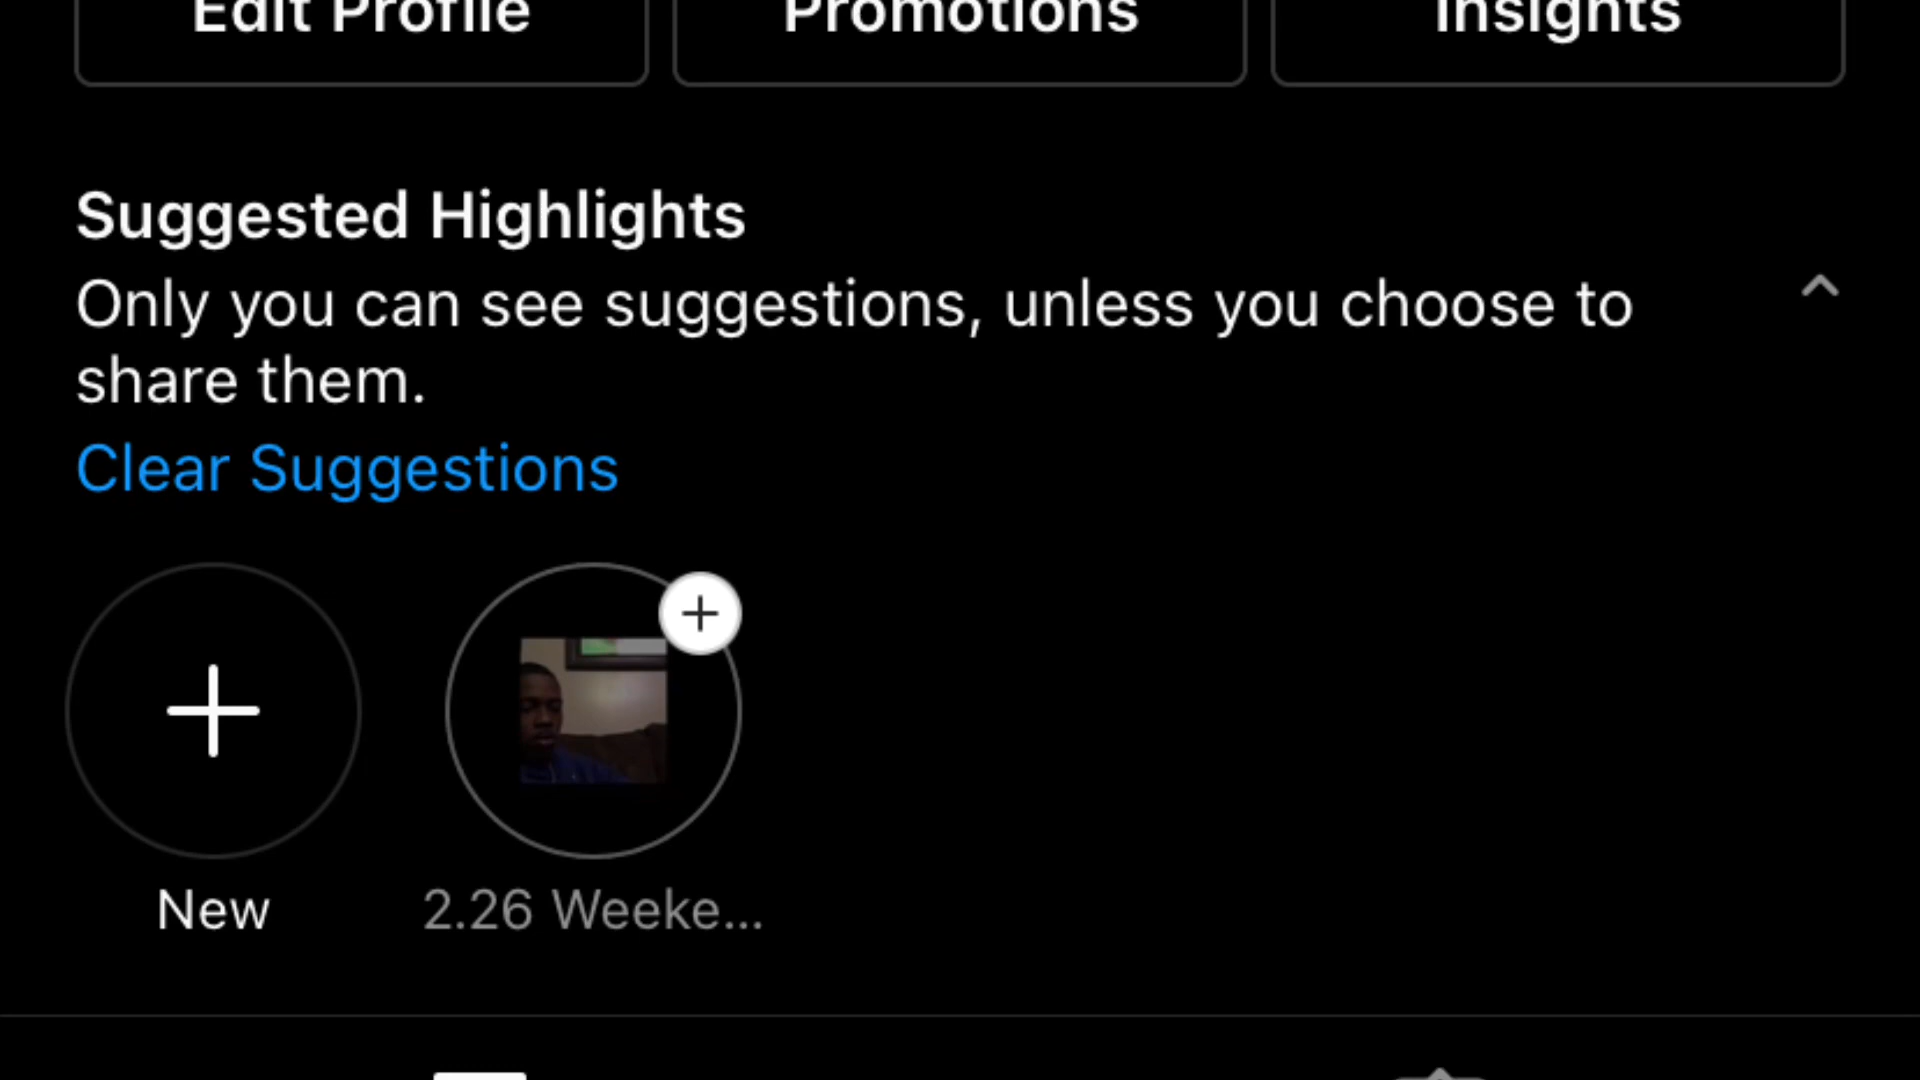 Edit Profile
Promotions
Insights
Suggested Highlights
Only you can see suggestions, unless you choose to
share them.
Clear Suggestions
New
2.26 Weeke...